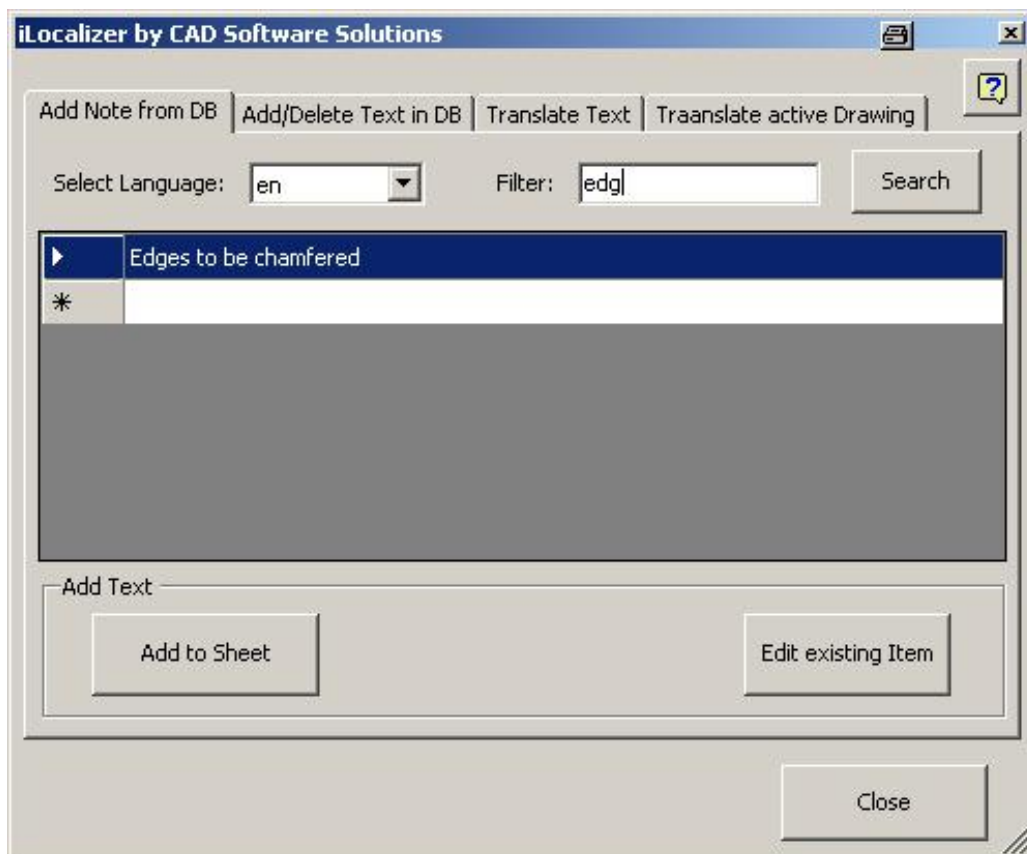 iLocalizer by CAD Software Solutions
?
Add Note from DB Add/Delete Text in DB Translate Text Traanslate active Drawing
Select Language: en Filter: edg Search
Edges to be chamfered
Add Text
Add to Sheet Edit existing Item
Close